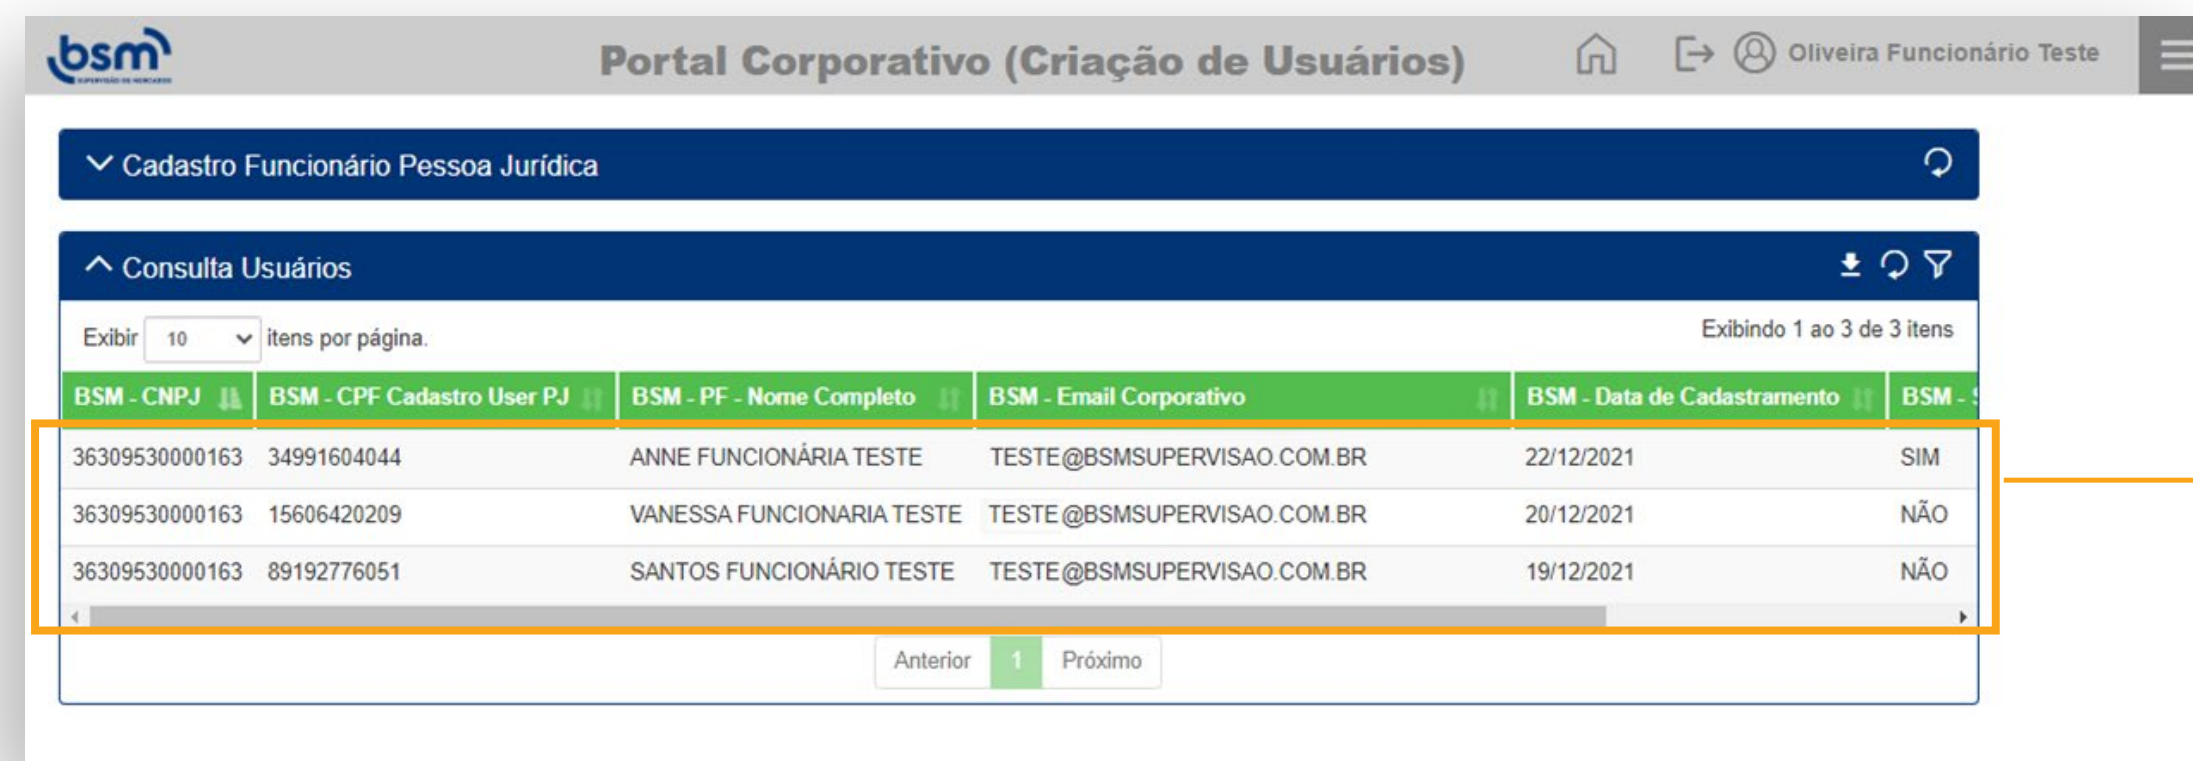 bsm
SUPERVISÃO DE MERCADOS
Portal Corporativo (Criação de Usuários)
Oliveira Funcionário Teste
Cadastro Funcionário Pessoa Jurídica
Consulta Usuários
Exibir 10 itens por página.
Exibindo 1 ao 3 de 3 itens
BSM - CNPJ BSM - CPF Cadastro User PJ BSM - PF - Nome Completo BSM - Email Corporativo BSM - Data de Cadastramento BSM -
36309530000163 34991604044 ANNE FUNCIONÁRIA TESTE TESTE@BSMSUPERVISAO.COM.BR 22/12/2021 SIM
36309530000163 15606420209 VANESSA FUNCIONARIA TESTE TESTE@BSMSUPERVISAO.COM.BR 20/12/2021 NÃO
36309530000163 89192776051 SANTOS FUNCIONÁRIO TESTE TESTE@BSMSUPERVISAO.COM.BR 19/12/2021 NÃO
Anterior 1 Próximo